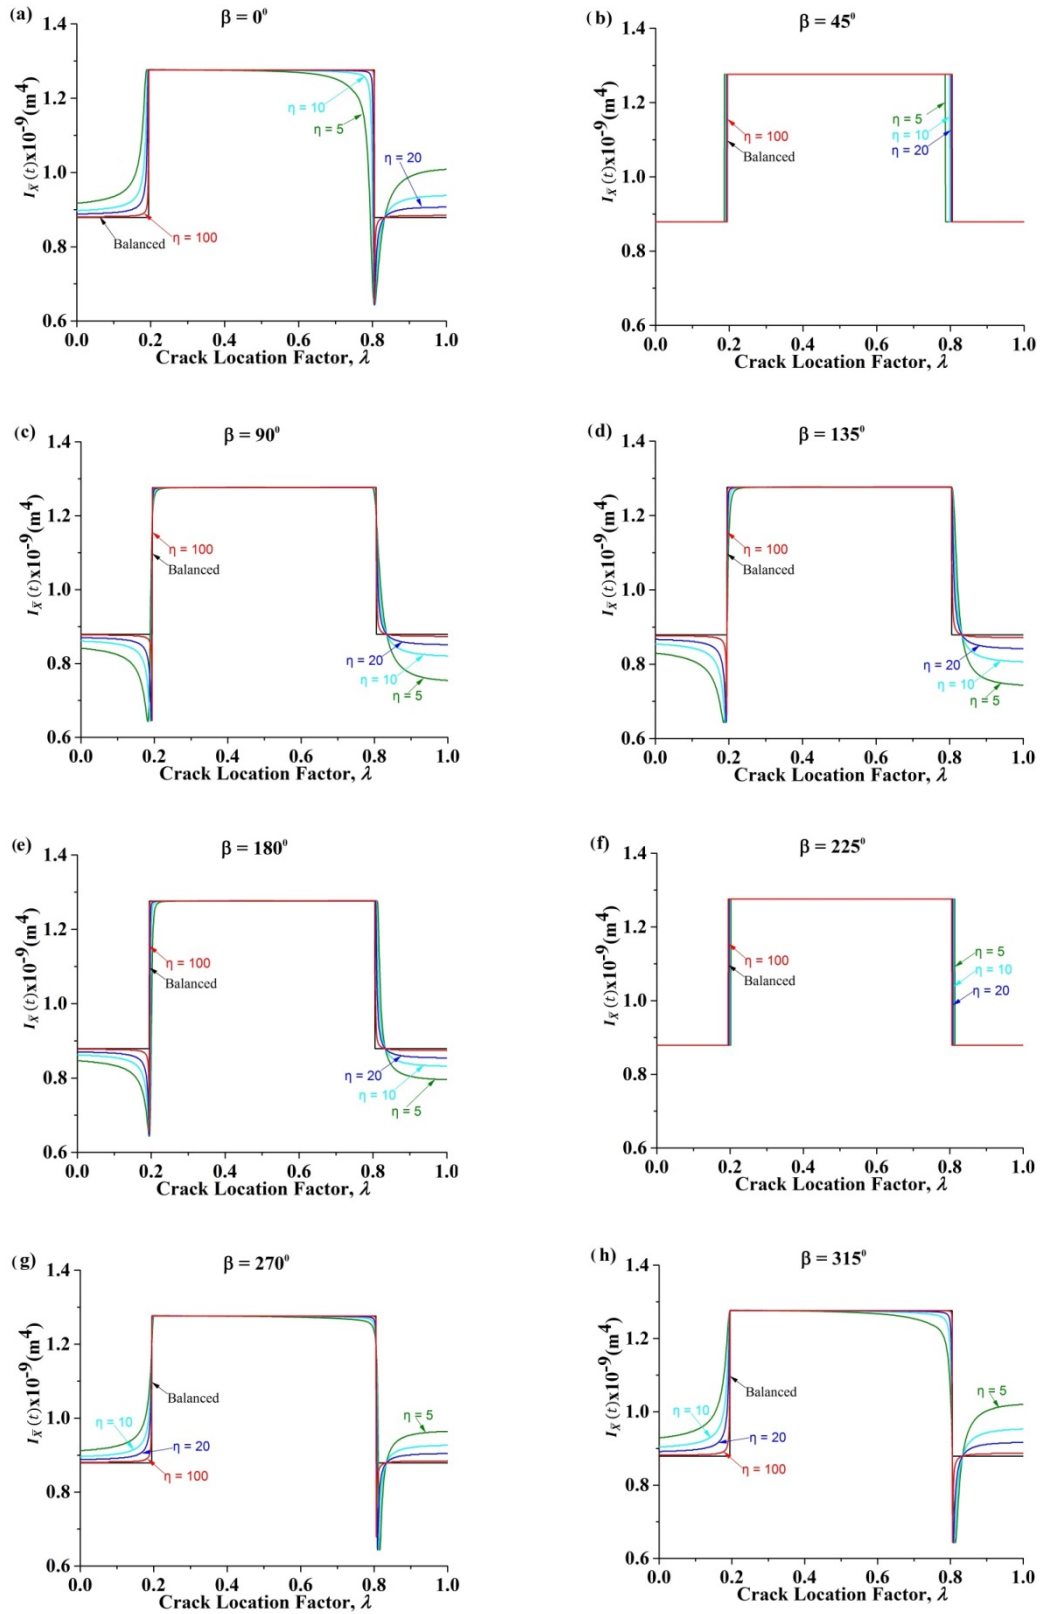 (a)
β = 0⁰
1.4
1.2
1.0
0.8
0.6
I_X̄(t)x10⁻⁹(m⁴)
η = 10
η = 5
η = 20
η = 100
Balanced
0.0 0.2 0.4 0.6 0.8 1.0
Crack Location Factor, λ
(b)
β = 45⁰
1.4
1.2
1.0
0.8
0.6
I_X̄(t)x10⁻⁹(m⁴)
η = 100
Balanced
η = 5
η = 10
η = 20
0.0 0.2 0.4 0.6 0.8 1.0
Crack Location Factor, λ
(c)
β = 90⁰
1.4
1.2
1.0
0.8
0.6
I_X̄(t)x10⁻⁹(m⁴)
η = 100
Balanced
η = 20
η = 10
η = 5
0.0 0.2 0.4 0.6 0.8 1.0
Crack Location Factor, λ
(d)
β = 135⁰
1.4
1.2
1.0
0.8
0.6
I_X̄(t)x10⁻⁹(m⁴)
η = 100
Balanced
η = 20
η = 10
η = 5
0.0 0.2 0.4 0.6 0.8 1.0
Crack Location Factor, λ
(e)
β = 180⁰
1.4
1.2
1.0
0.8
0.6
I_X̄(t)x10⁻⁹(m⁴)
η = 100
Balanced
η = 20
η = 10
η = 5
0.0 0.2 0.4 0.6 0.8 1.0
Crack Location Factor, λ
(f)
β = 225⁰
1.4
1.2
1.0
0.8
0.6
I_X̄(t)x10⁻⁹(m⁴)
η = 100
Balanced
η = 5
η = 10
η = 20
0.0 0.2 0.4 0.6 0.8 1.0
Crack Location Factor, λ
(g)
β = 270⁰
1.4
1.2
1.0
0.8
0.6
I_X̄(t)x10⁻⁹(m⁴)
Balanced
η = 10
η = 20
η = 100
η = 5
0.0 0.2 0.4 0.6 0.8 1.0
Crack Location Factor, λ
(h)
β = 315⁰
1.4
1.2
1.0
0.8
0.6
I_X̄(t)x10⁻⁹(m⁴)
Balanced
η = 10
η = 20
η = 100
η = 5
0.0 0.2 0.4 0.6 0.8 1.0
Crack Location Factor, λ